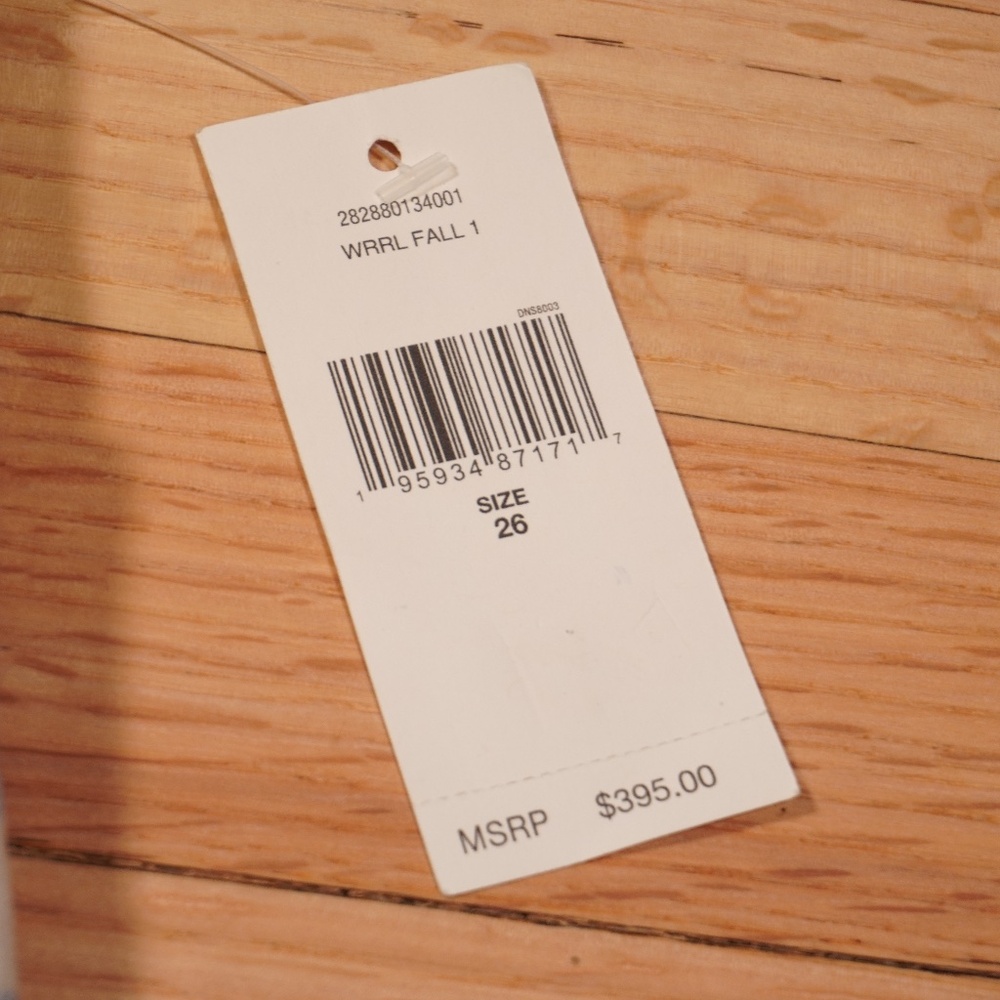 282880134001
WRRL FALL 1
DNS8003
1 95934 87171 7
SIZE
26
MSRP $395.00